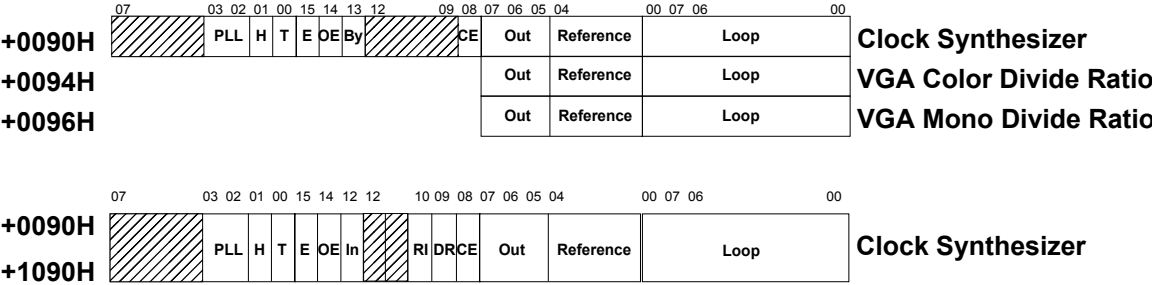 07 03 02 01 00 15 14 13 12 09 08 07 06 05 04 00 07 06 00
+0090H PLL H T E OE By CE Out Reference Loop Clock Synthesizer
+0094H Out Reference Loop VGA Color Divide Ratio
+0096H Out Reference Loop VGA Mono Divide Ratio
07 03 02 01 00 15 14 12 12 10 09 08 07 06 05 04 00 07 06 00
+0090H
PLL H T E OE In RI DR CE Out Reference Loop Clock Synthesizer
+1090H